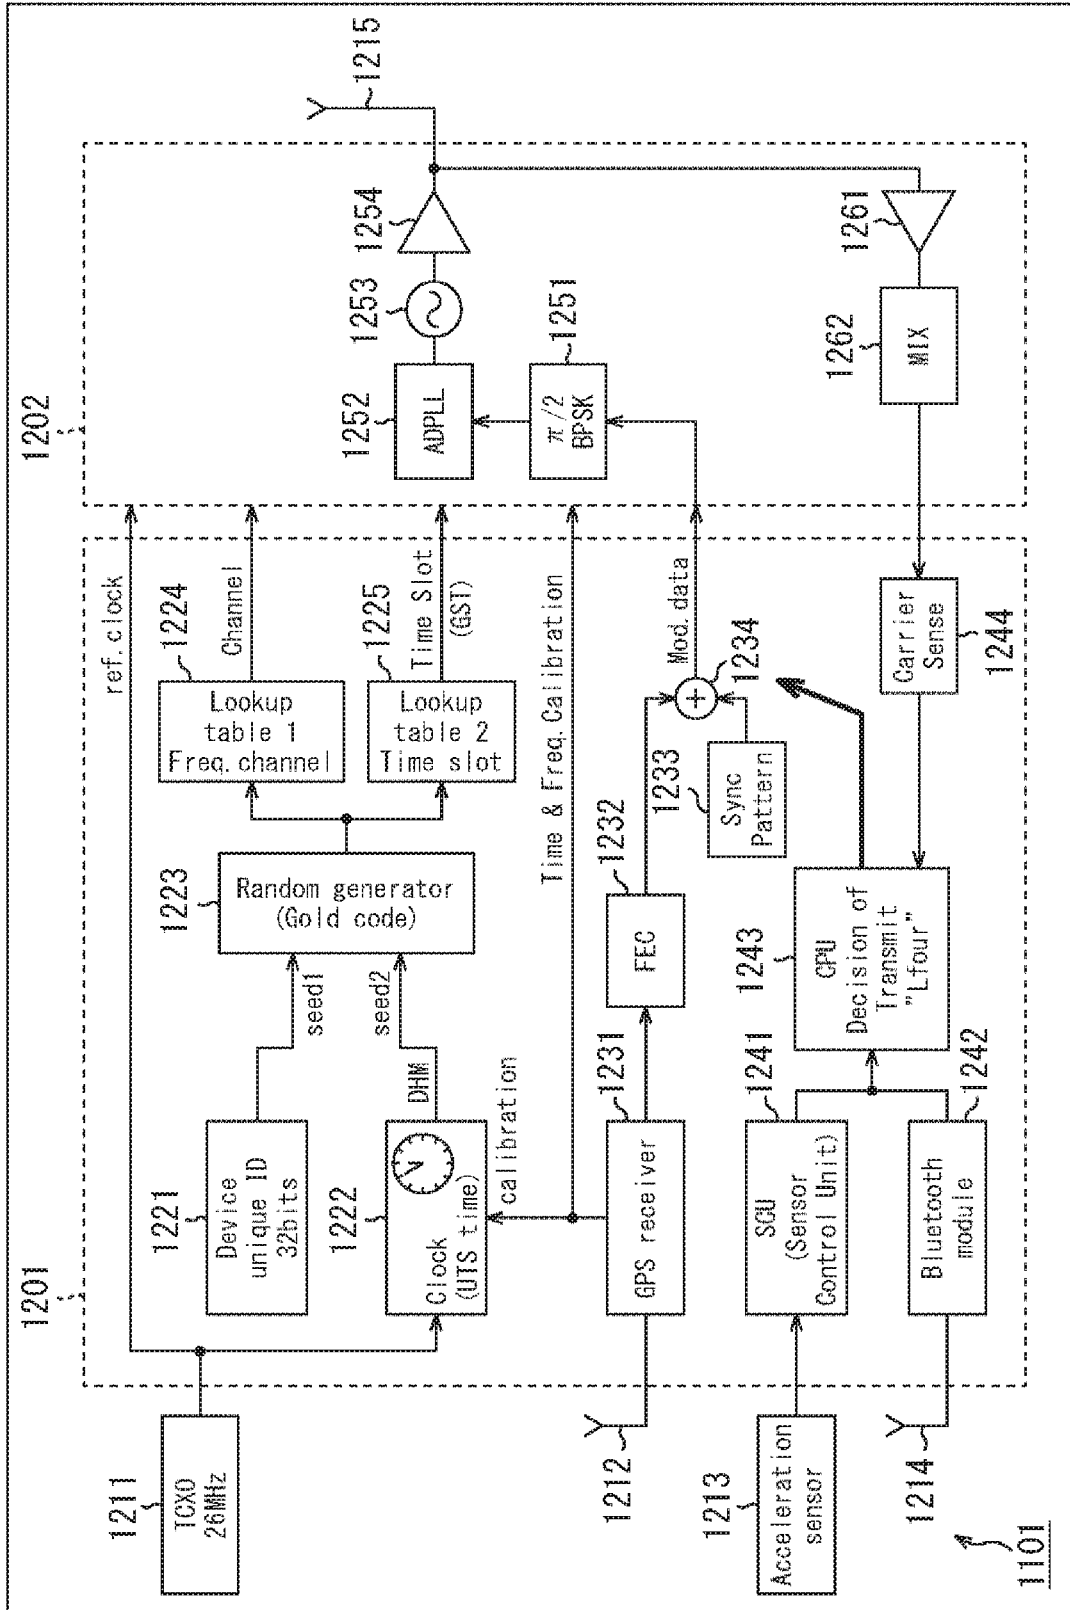 1101
1201
1202
1211
TCXO
26MHz
ref.clock
1221
Device
unique ID
32bits
seed1
1222
Clock
(UTS time)
DHM
seed2
calibration
1223
Random generator
(Gold code)
1224
Lookup
table 1
Freq.channel
Channel
1225
Lookup
table 2
Time slot
Time Slot
(GST)
Time & Freq.Calibration
1212
1231
GPS receiver
1232
FEC
1233
Sync
Pattern
1234
Mod.data
1213
Acceleration
sensor
1241
SCU
(Sensor
Control Unit)
1214
1242
Bluetooth
module
1243
CPU
Decision of
Transmit
"Lfour"
1244
Carrier
Sense
1251
π/2
BPSK
1252
ADPLL
1253
1254
1215
1261
1262
MIX